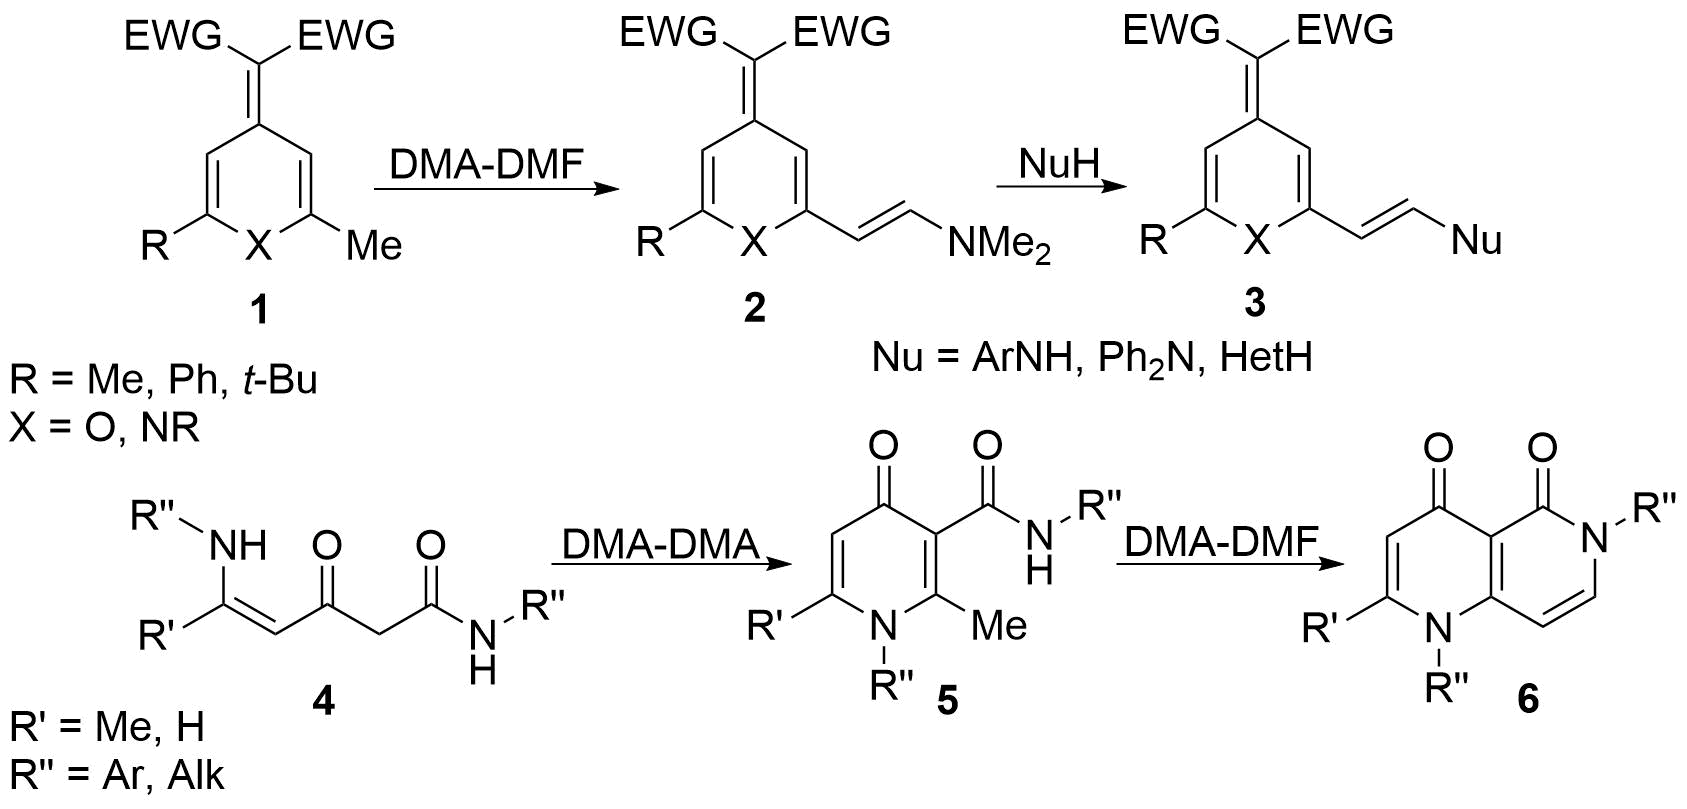 EWG EWG EWG EWG EWG EWG
DMA-DMF NuH
R X Me R X NMe2 R X Nu
1 2 3
Nu = ArNH, Ph2N, HetH
R = Me, Ph, t-Bu
X = O, NR
O O O O
R" NH O O DMA-DMA N H R" DMA-DMF N R"
R' N H R" R' N Me R' N
R" R"
4 5 6
R' = Me, H
R" = Ar, Alk